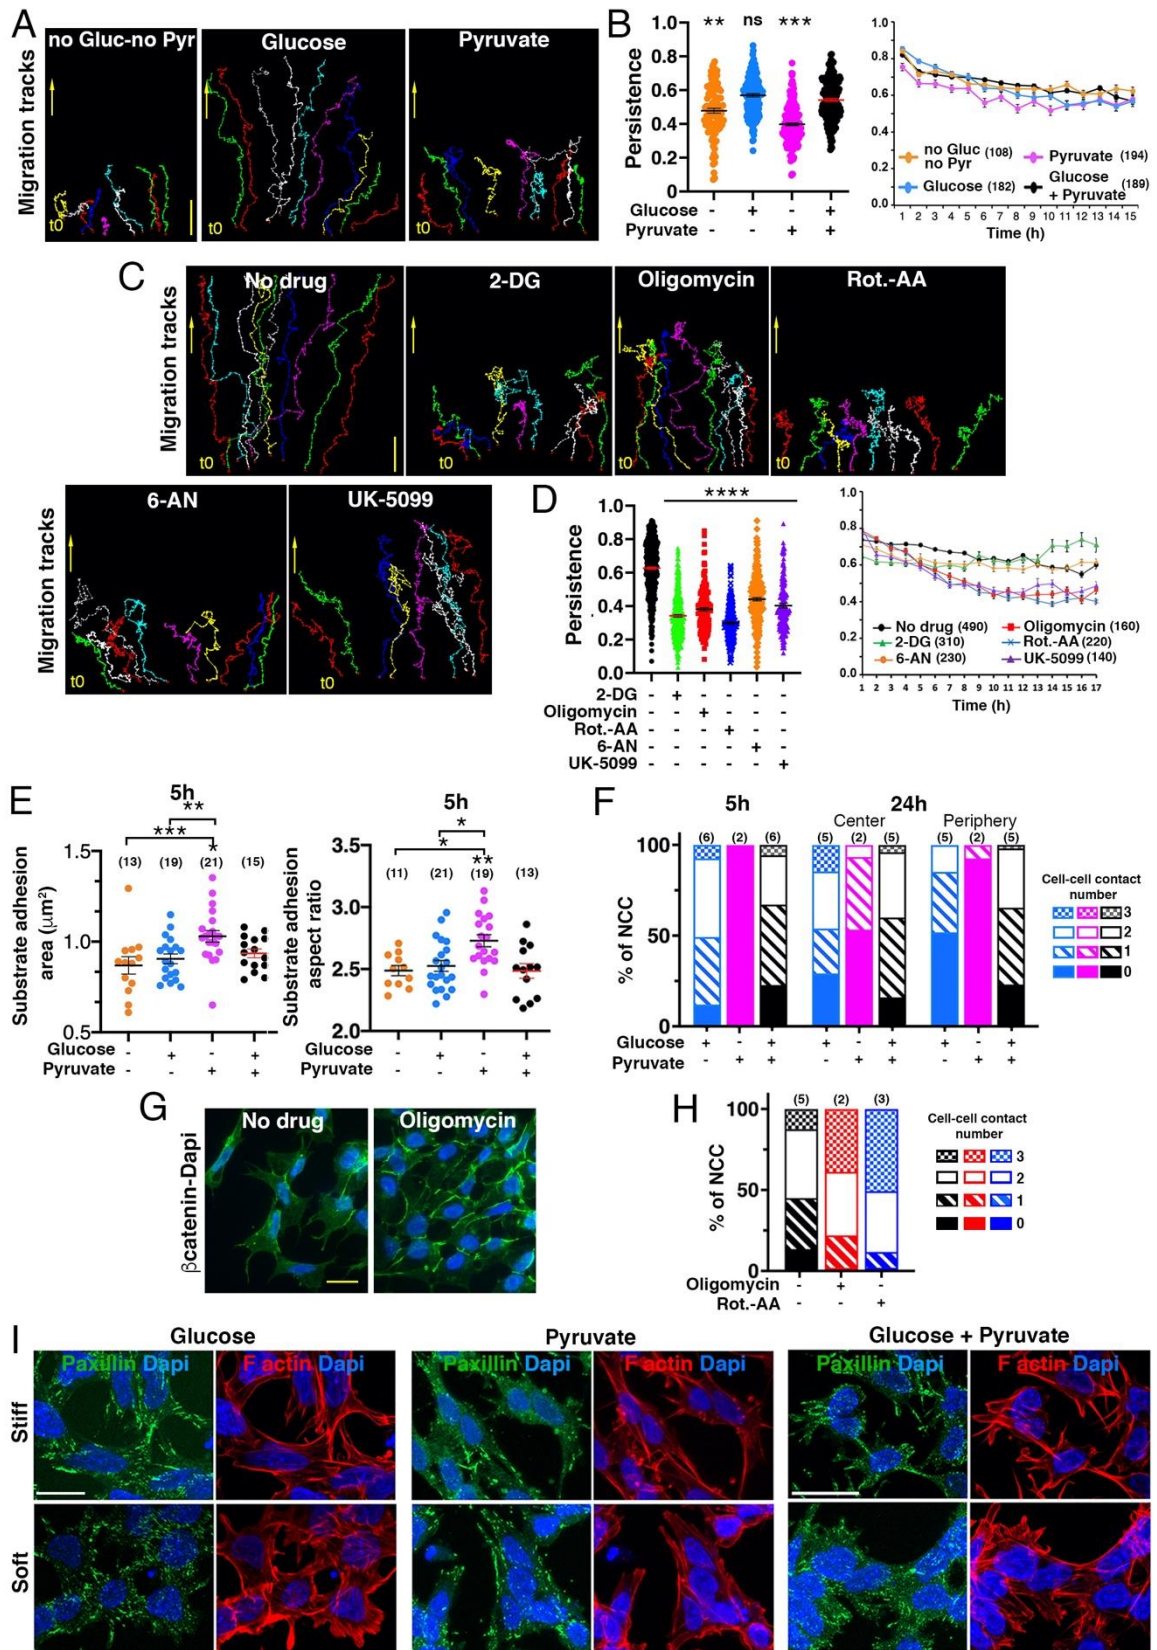 A
Migration tracks
no Gluc-no Pyr
Glucose
Pyruvate
t0
t0
t0
B
Persistence
** ns ***
1.0
0.8
0.6
0.4
0.2
0
Glucose - + - +
Pyruvate - - + +
1.0
0.8
0.6
0.4
0.2
0
no Gluc no Pyr (108)
Glucose (182)
Pyruvate (194)
Glucose + Pyruvate (189)
1 2 3 4 5 6 7 8 9 10 11 12 13 14 15
Time (h)
C
Migration tracks
No drug
2-DG
Oligomycin
Rot.-AA
t0
t0
t0
t0
Migration tracks
6-AN
UK-5099
t0
t0
D
Persistence
****
1.0
0.8
0.6
0.4
0.2
0.0
2-DG - + - - - -
Oligomycin - - + - - -
Rot.-AA - - - + - -
6-AN - - - - + -
UK-5099 - - - - - +
1.0
0.8
0.6
0.4
0.2
0.0
No drug (490)
2-DG (310)
6-AN (230)
Oligomycin (160)
Rot.-AA (220)
UK-5099 (140)
1 2 3 4 5 6 7 8 9 10 11 12 13 14 15 16 17
Time (h)
E
5h
Substrate adhesion area (μm²)
**
***
*
(13) (19) (21) (15)
1.5
1.0
0.5
Glucose - + - +
Pyruvate - - + +
5h
Substrate adhesion aspect ratio
*
*
**
(11) (21) (19) (13)
3.5
3.0
2.5
2.0
- + - +
- - + +
F
5h
24h
Center
Periphery
(6) (2) (6) (5) (2) (5) (5) (2) (5)
% of NCC
100
50
0
Glucose + - + + - + + - +
Pyruvate - + + - + + - + +
Cell-cell contact number
3
2
1
0
G
βcatenin-Dapi
No drug
Oligomycin
H
(5) (2) (3)
% of NCC
100
50
0
Oligomycin - + -
Rot.-AA - - +
Cell-cell contact number
3
2
1
0
I
Glucose
Pyruvate
Glucose + Pyruvate
Stiff
Paxillin Dapi
F actin Dapi
Paxillin Dapi
F actin Dapi
Paxillin Dapi
F actin Dapi
Soft